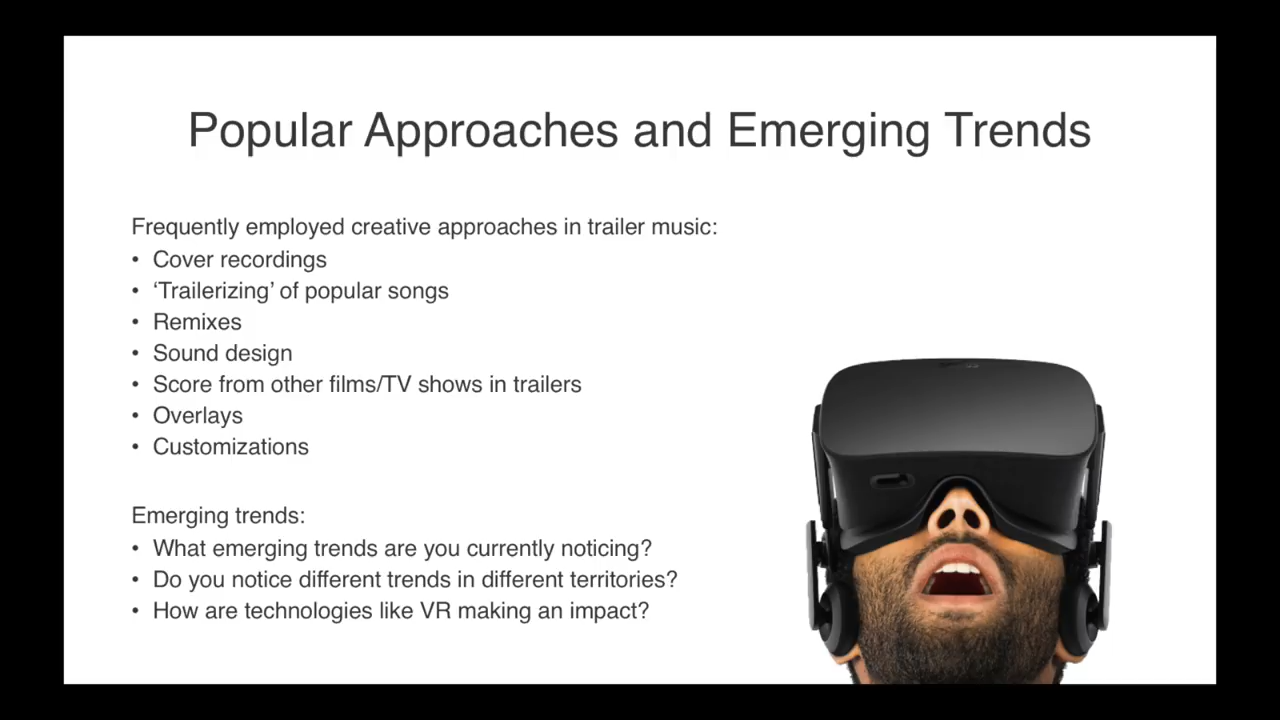 Popular Approaches and Emerging Trends
Frequently employed creative approaches in trailer music:
• Cover recordings
• ‘Trailerizing’ of popular songs
• Remixes
• Sound design
• Score from other films/TV shows in trailers
• Overlays
• Customizations
Emerging trends:
• What emerging trends are you currently noticing?
• Do you notice different trends in different territories?
• How are technologies like VR making an impact?